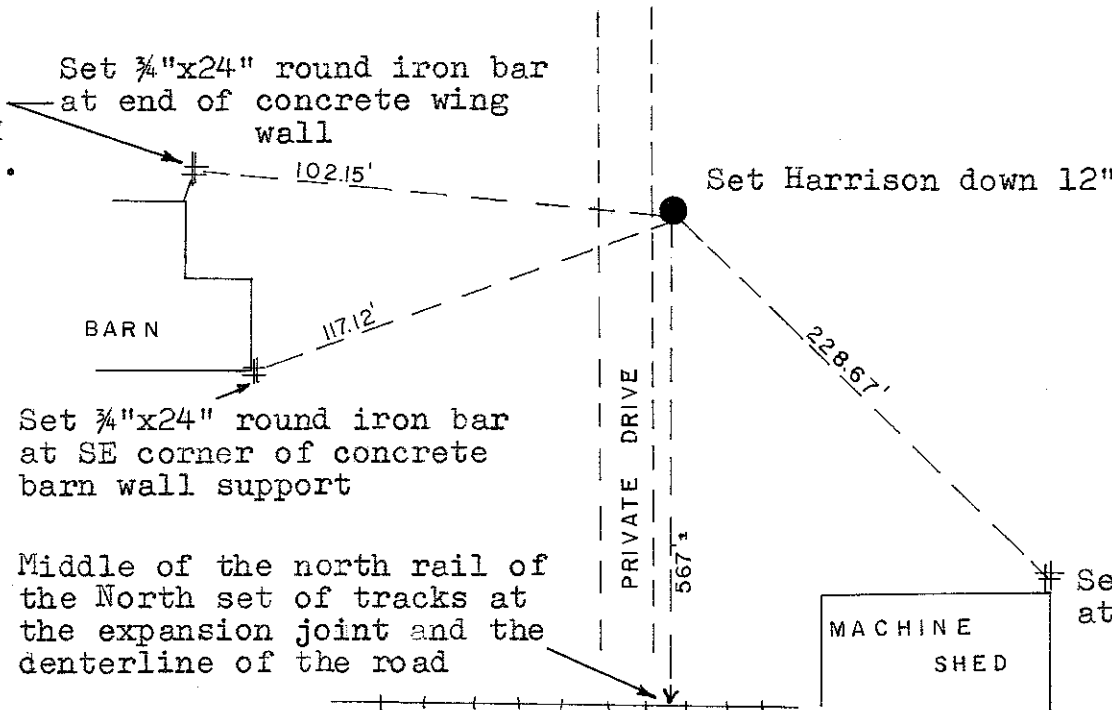 Set ¾"x24" round iron bar
at end of concrete wing
wall
102.15'
Set Harrison down 12"
BARN
117.12'
228.67'
Set ¾"x24" round iron bar
at SE corner of concrete
barn wall support
PRIVATE DRIVE
567'±
Middle of the north rail of
the North set of tracks at
the expansion joint and the
denterline of the road
Se
at
MACHINE
SHED